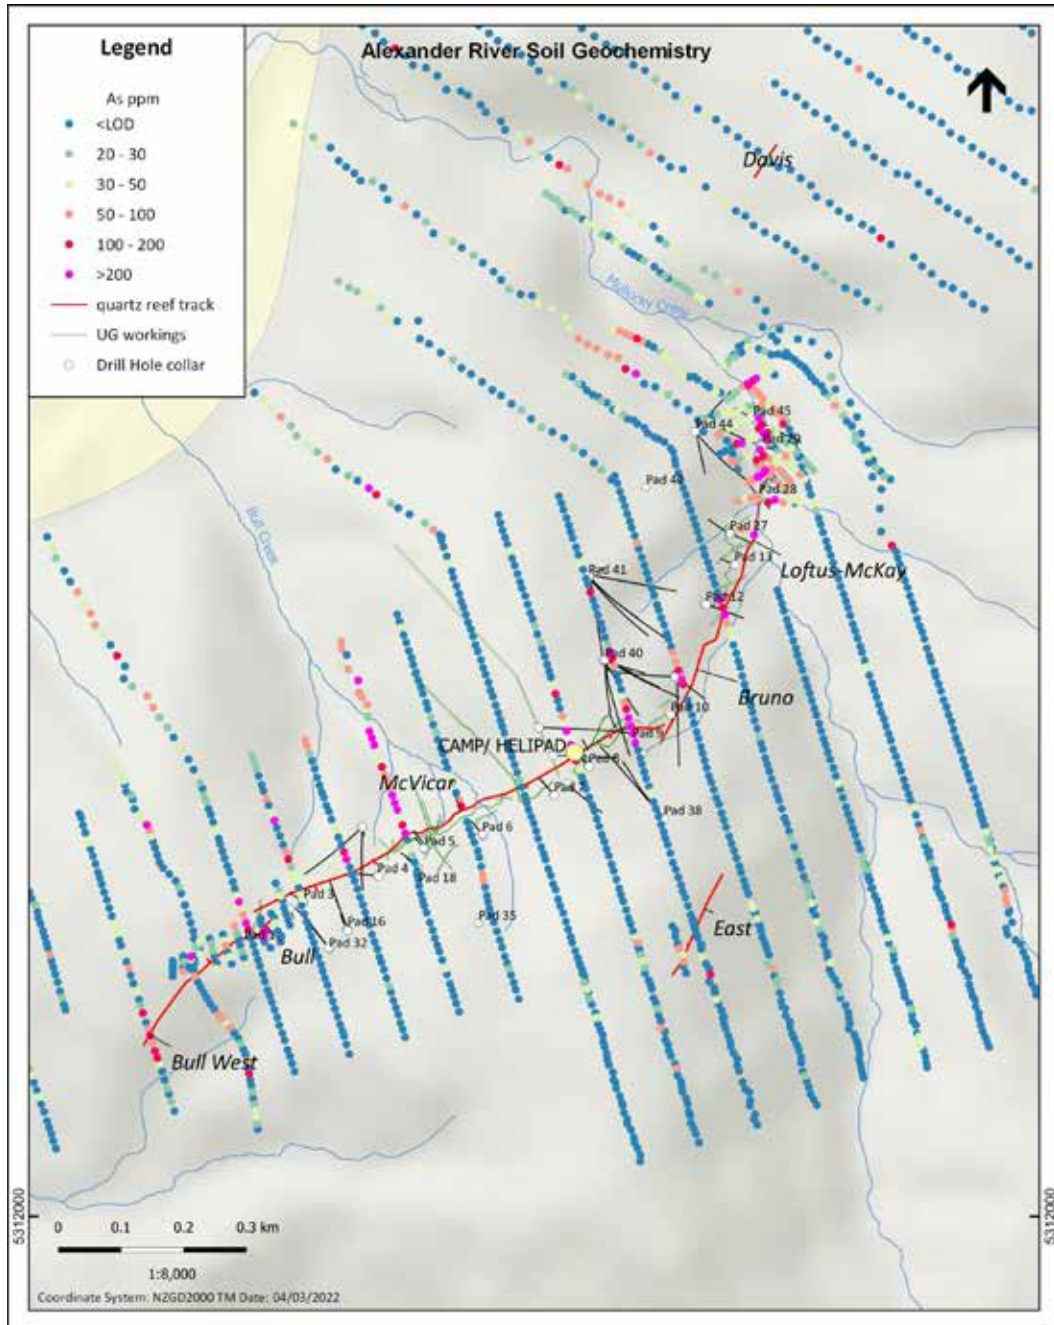 Legend
As ppm
<LOD
20 - 30
30 - 50
50 - 100
100 - 200
>200
quartz reef track
UG workings
Drill Hole collar
Alexander River Soil Geochemistry
Davis
Mullocky Creek
Pad 45
Pad 44
Pad 28
Pad 27
Pad 13
Loftus-McKay
Bull Creek
Pad 41
Pad 12
Pad 40
Bruno
Pad 10
Pad 9
CAMP/ HELIPAD
McVicar
Pad 38
Pad 6
Pad 5
Pad 4
Pad 18
Pad 3
Pad 16
Pad 35
Pad 32
East
Bull
Bull West
5312000
5312000
0 0.1 0.2 0.3 km
1:8,000
Coordinate System: NZGD2000 TM Date: 04/03/2022